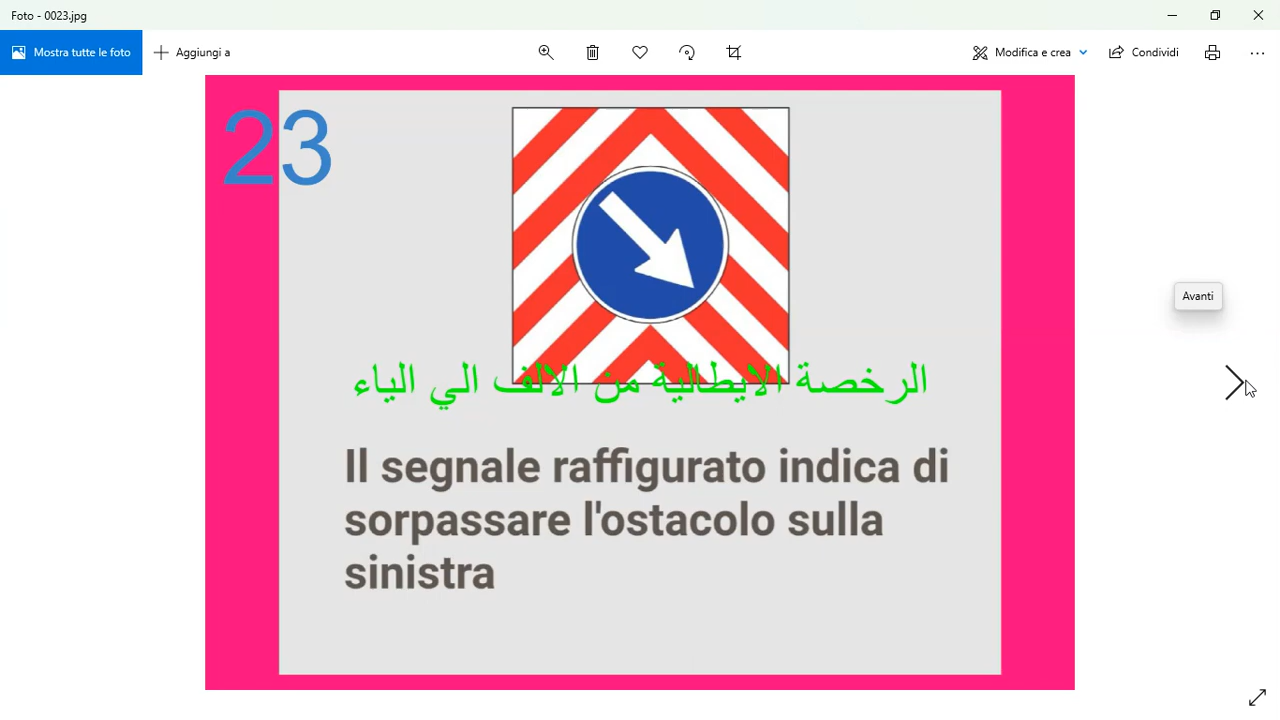 Foto - 0023.jpg
Mostra tutte le foto
Aggiungi a
Modifica e crea
Condividi
23
Avanti
الرخصة الايطالية من الالف الي الياء
Il segnale raffigurato indica di
sorpassare l'ostacolo sulla
sinistra